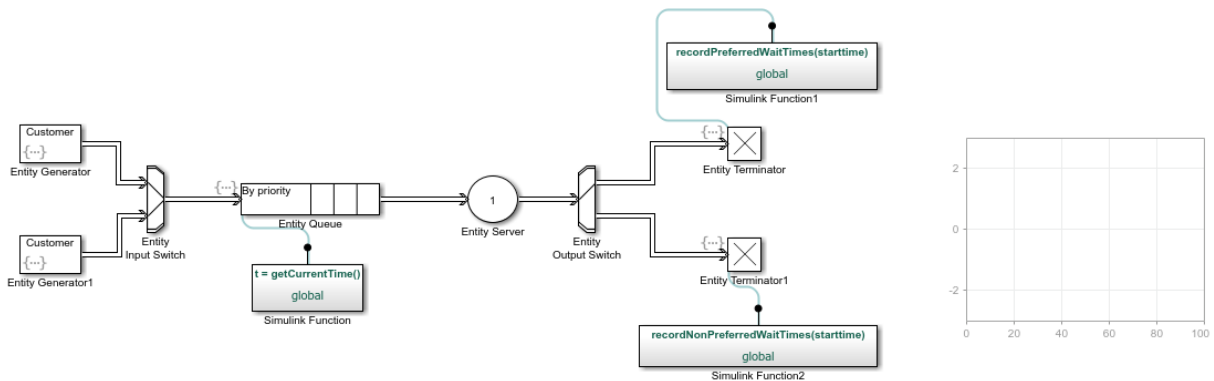 recordPreferredWaitTimes(starttime)
global
Simulink Function1
Customer
{···}
Entity Generator
{···}
Entity Terminator
{···}
By priority
Entity Queue
1
Entity Server
Entity
Input Switch
Entity
Output Switch
Customer
{···}
Entity Generator1
{···}
Entity Terminator1
t = getCurrentTime()
global
Simulink Function
recordNonPreferredWaitTimes(starttime)
global
Simulink Function2
2
0
-2
0 20 40 60 80 100